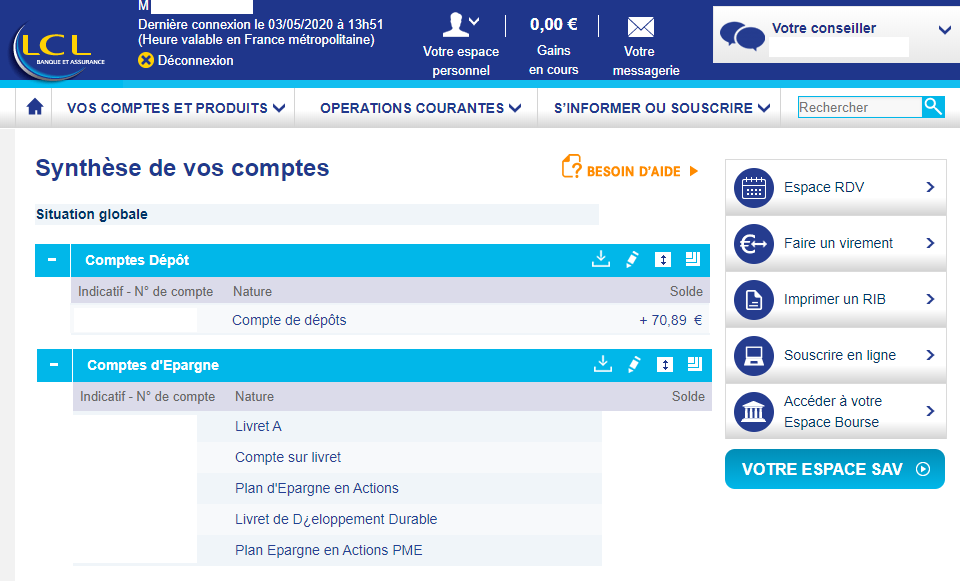 LCL
BANQUE ET ASSURANCE
M
Dernière connexion le 03/05/2020 à 13h51
(Heure valable en France métropolitaine)
Déconnexion
Votre espace
personnel
0,00 €
Gains
en cours
Votre
messagerie
Votre conseiller
VOS COMPTES ET PRODUITS
OPERATIONS COURANTES
S'INFORMER OU SOUSCRIRE
Rechercher
Synthèse de vos comptes
BESOIN D'AIDE
Situation globale
Comptes Dépôt
Indicatif - N° de compte Nature Solde
Compte de dépôts + 70,89 €
Comptes d'Epargne
Indicatif - N° de compte Nature Solde
Livret A
Compte sur livret
Plan d'Epargne en Actions
Livret de D¿eloppement Durable
Plan Epargne en Actions PME
Espace RDV
Faire un virement
Imprimer un RIB
Souscrire en ligne
Accéder à votre
Espace Bourse
VOTRE ESPACE SAV